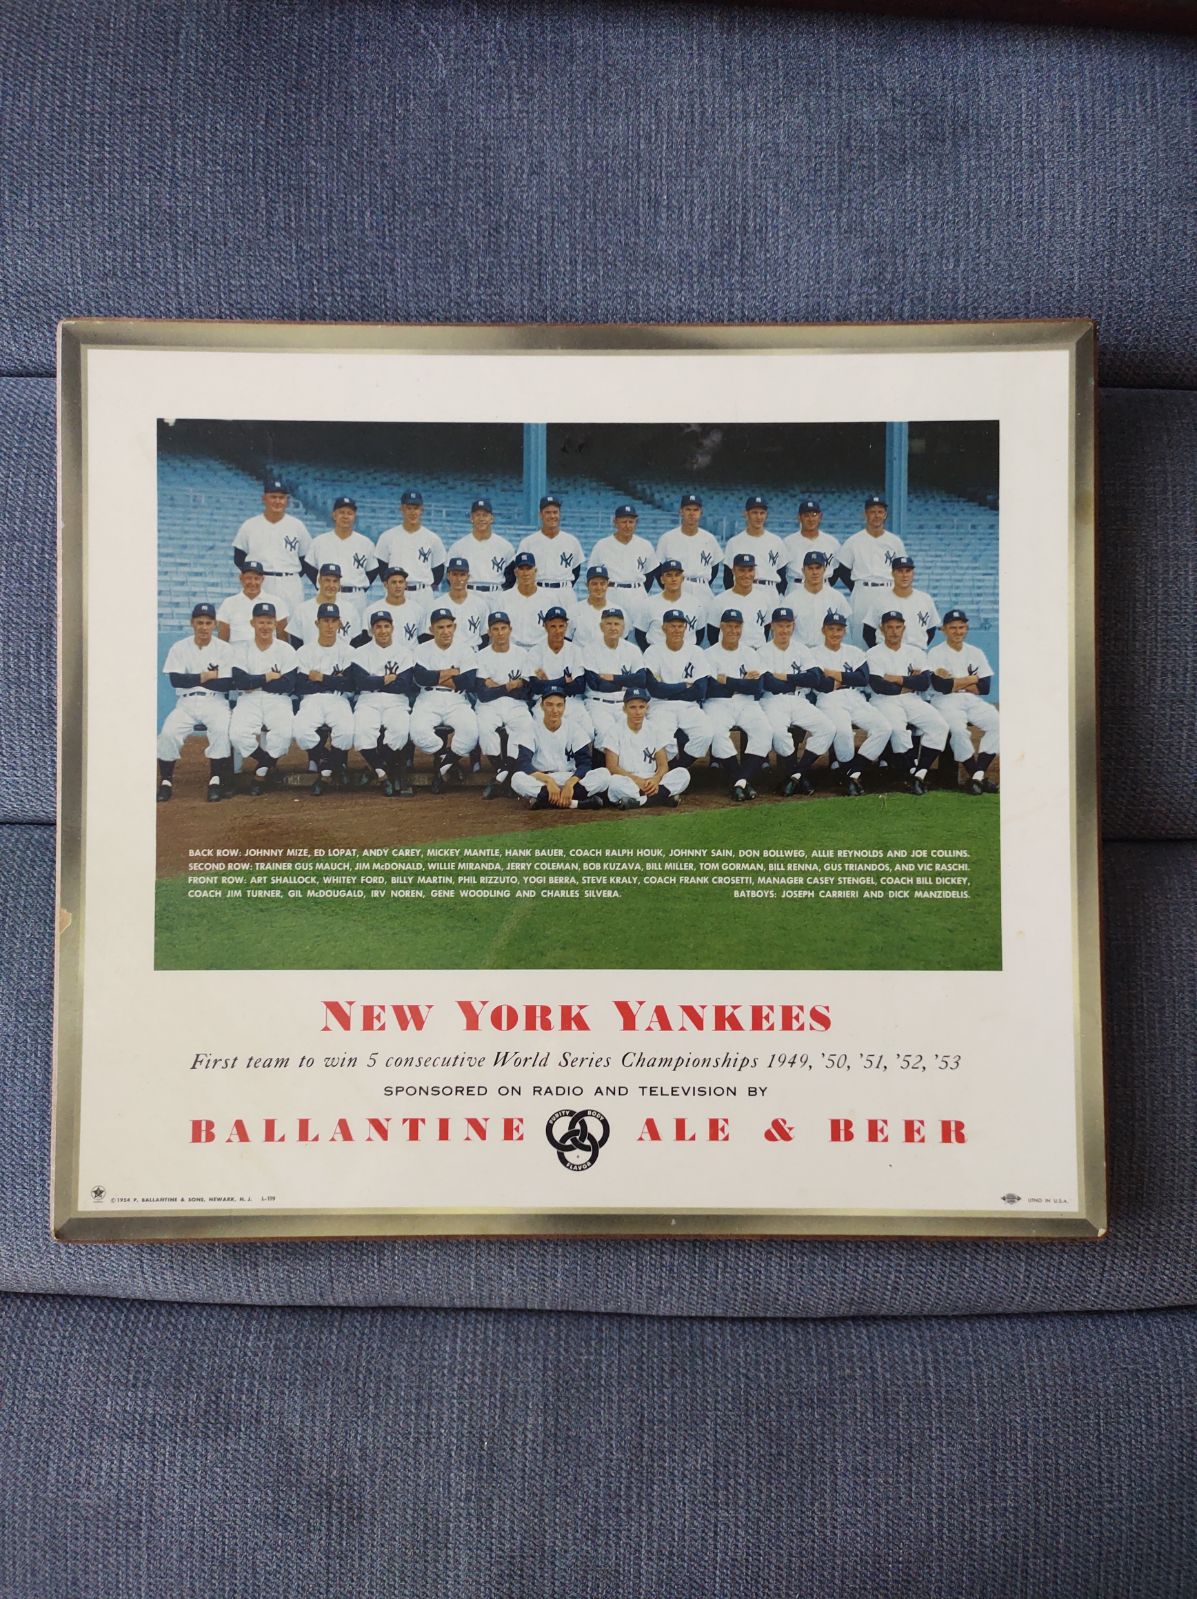 BACK ROW: JOHNNY MIZE, ED LOPAT, ANDY CAREY, MICKEY MANTLE, HANK BAUER, COACH RALPH HOUK, JOHNNY SAIN, DON BOLLWEG, ALLIE REYNOLDS AND JOE COLLINS.
SECOND ROW: TRAINER GUS MAUCH, JIM McDONALD, WILLIE MIRANDA, JERRY COLEMAN, BOB KUZAVA, BILL MILLER, TOM GORMAN, BILL RENNA, GUS TRIANDOS, AND VIC RASCHI.
FRONT ROW: ART SHALLOCK, WHITEY FORD, BILLY MARTIN, PHIL RIZZUTO, YOGI BERRA, STEVE KRALY, COACH FRANK CROSETTI, MANAGER CASEY STENGEL, COACH BILL DICKEY,
COACH JIM TURNER, GIL McDOUGALD, IRV NOREN, GENE WOODLING AND CHARLES SILVERA. BATBOYS: JOSEPH CARRIERI AND DICK MANZIDELIS.
NEW YORK YANKEES
First team to win 5 consecutive World Series Championships 1949, '50, '51, '52, '53
SPONSORED ON RADIO AND TELEVISION BY
BALLANTINE PURITY BODY FLAVOR ALE & BEER
©1954 P. BALLANTINE & SONS, NEWARK, N. J. L-119
LITHO IN U.S.A.